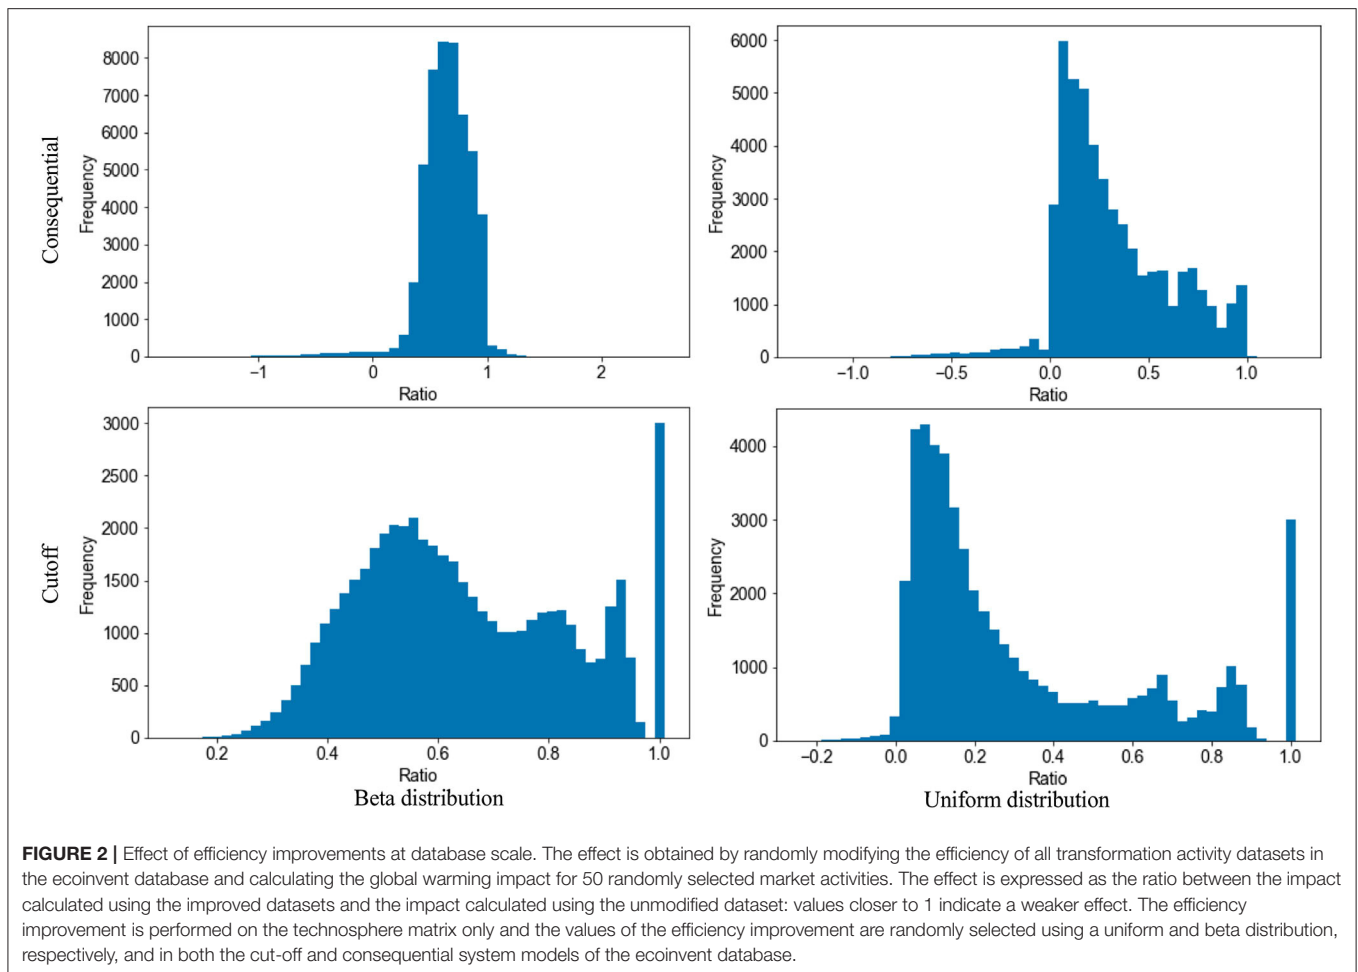 8000
7000
6000
5000
4000
3000
2000
1000
0
Frequency
Consequential
−1
0
1
2
Ratio
6000
5000
4000
3000
2000
1000
0
Frequency
−1.0
−0.5
0.0
0.5
1.0
Ratio
3000
2500
2000
1500
1000
500
0
Frequency
Cutoff
0.2
0.4
0.6
0.8
1.0
Ratio
Beta distribution
4000
3000
2000
1000
0
Frequency
−0.2
0.0
0.2
0.4
0.6
0.8
1.0
Ratio
Uniform distribution
FIGURE 2 | Effect of efficiency improvements at database scale. The effect is obtained by randomly modifying the efficiency of all transformation activity datasets in
the ecoinvent database and calculating the global warming impact for 50 randomly selected market activities. The effect is expressed as the ratio between the impact
calculated using the improved datasets and the impact calculated using the unmodified dataset: values closer to 1 indicate a weaker effect. The efficiency
improvement is performed on the technosphere matrix only and the values of the efficiency improvement are randomly selected using a uniform and beta distribution,
respectively, and in both the cut-off and consequential system models of the ecoinvent database.